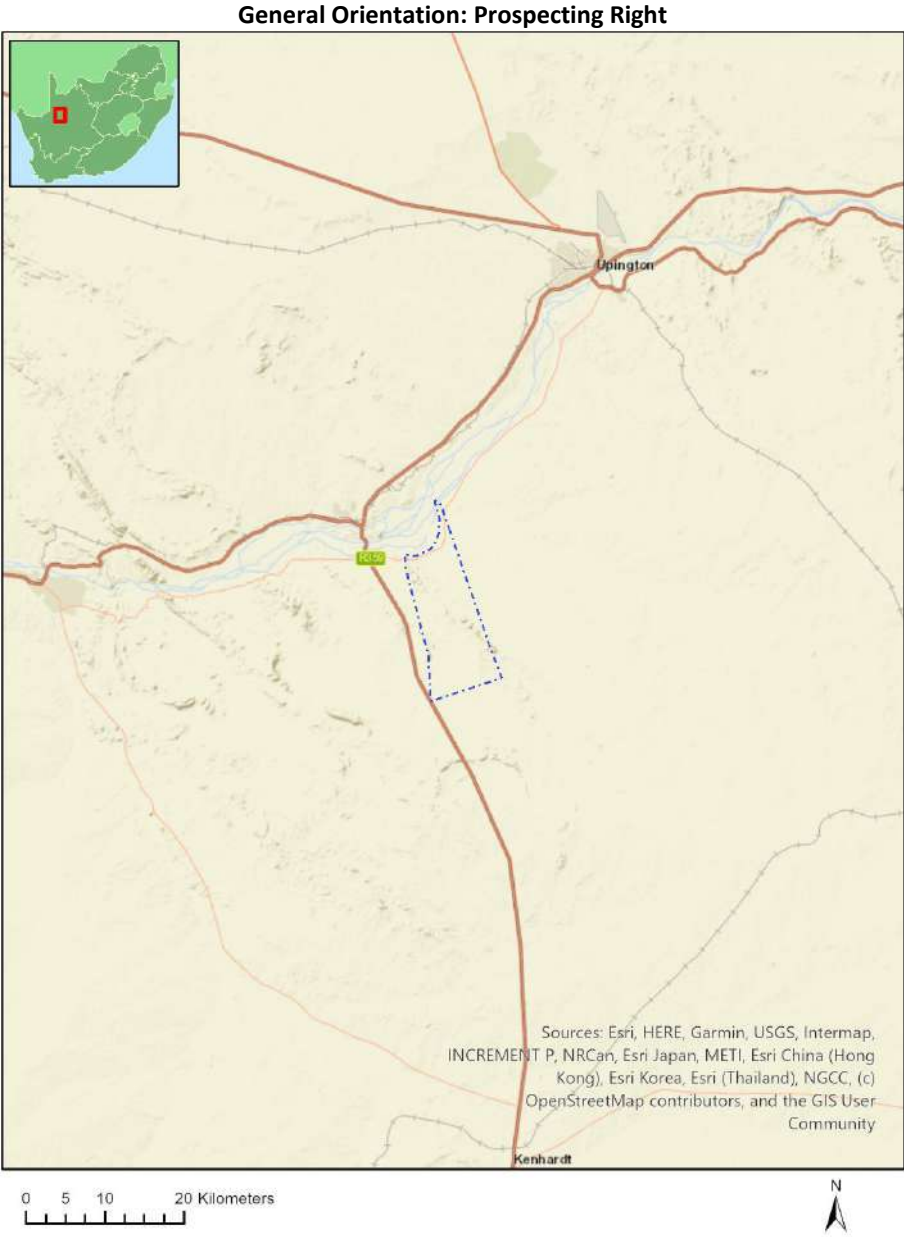 General Orientation: Prospecting Right
Upington
Sources: Esri, HERE, Garmin, USGS, Intermap,
INCREMENT P, NRCan, Esri Japan, METI, Esri China (Hong
Kong), Esri Korea, Esri (Thailand), NGCC, (c)
OpenStreetMap contributors, and the GIS User
Community
Kenhardt
0 5 10 20 Kilometers
N